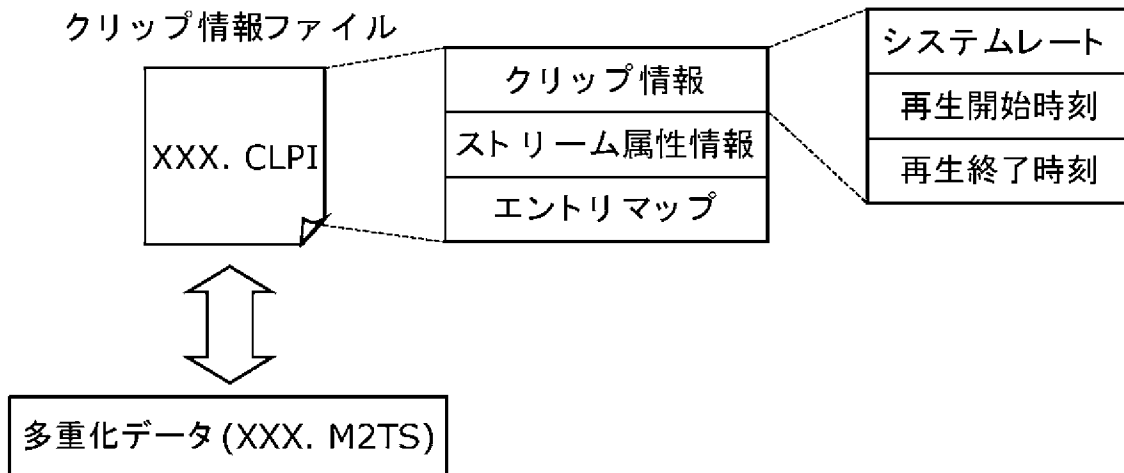 クリップ情報ファイル
XXX. CLPI
クリップ情報
ストリーム属性情報
エントリマップ
システムレート
再生開始時刻
再生終了時刻
多重化データ(XXX. M2TS)